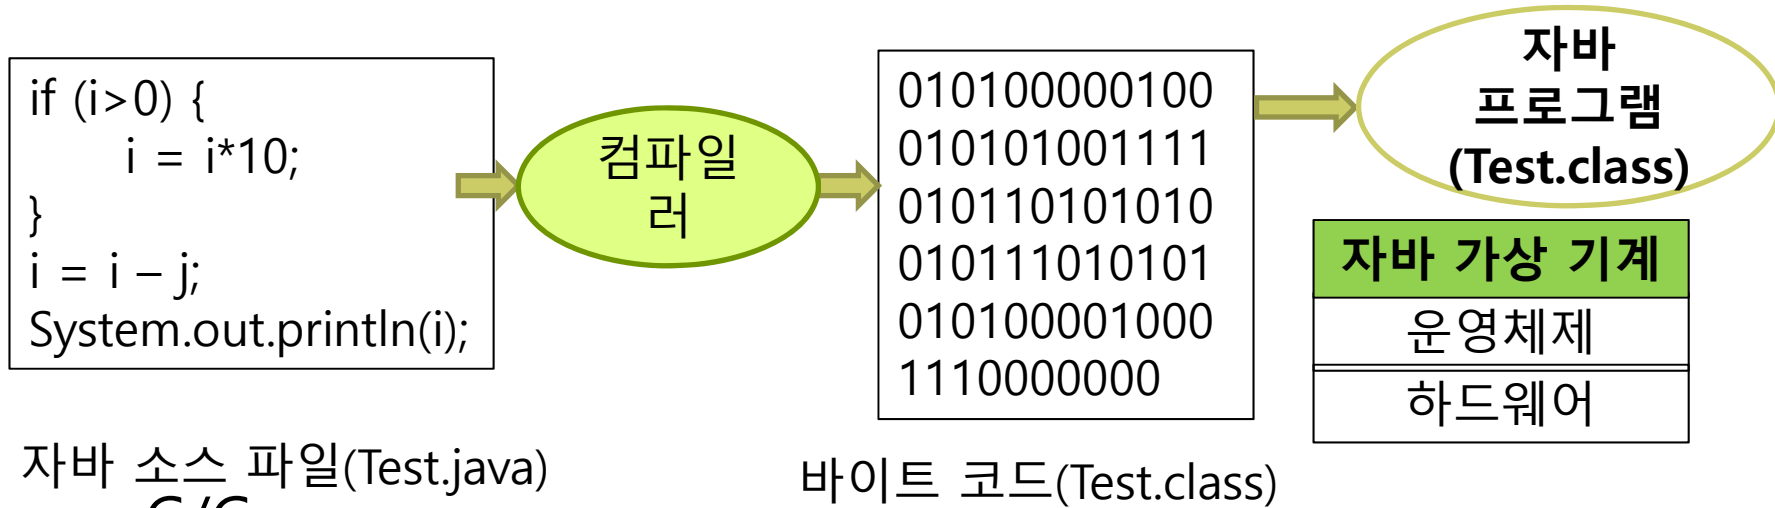 if (i>0) {
i = i*10;
}
i = i – j;
System.out.println(i);
자바 소스 파일(Test.java)
컴파일
러
010100000100
010101001111
010110101010
010111010101
010100001000
1110000000
바이트 코드(Test.class)
자바
프로그램
(Test.class)
자바 가상 기계
운영체제
하드웨어